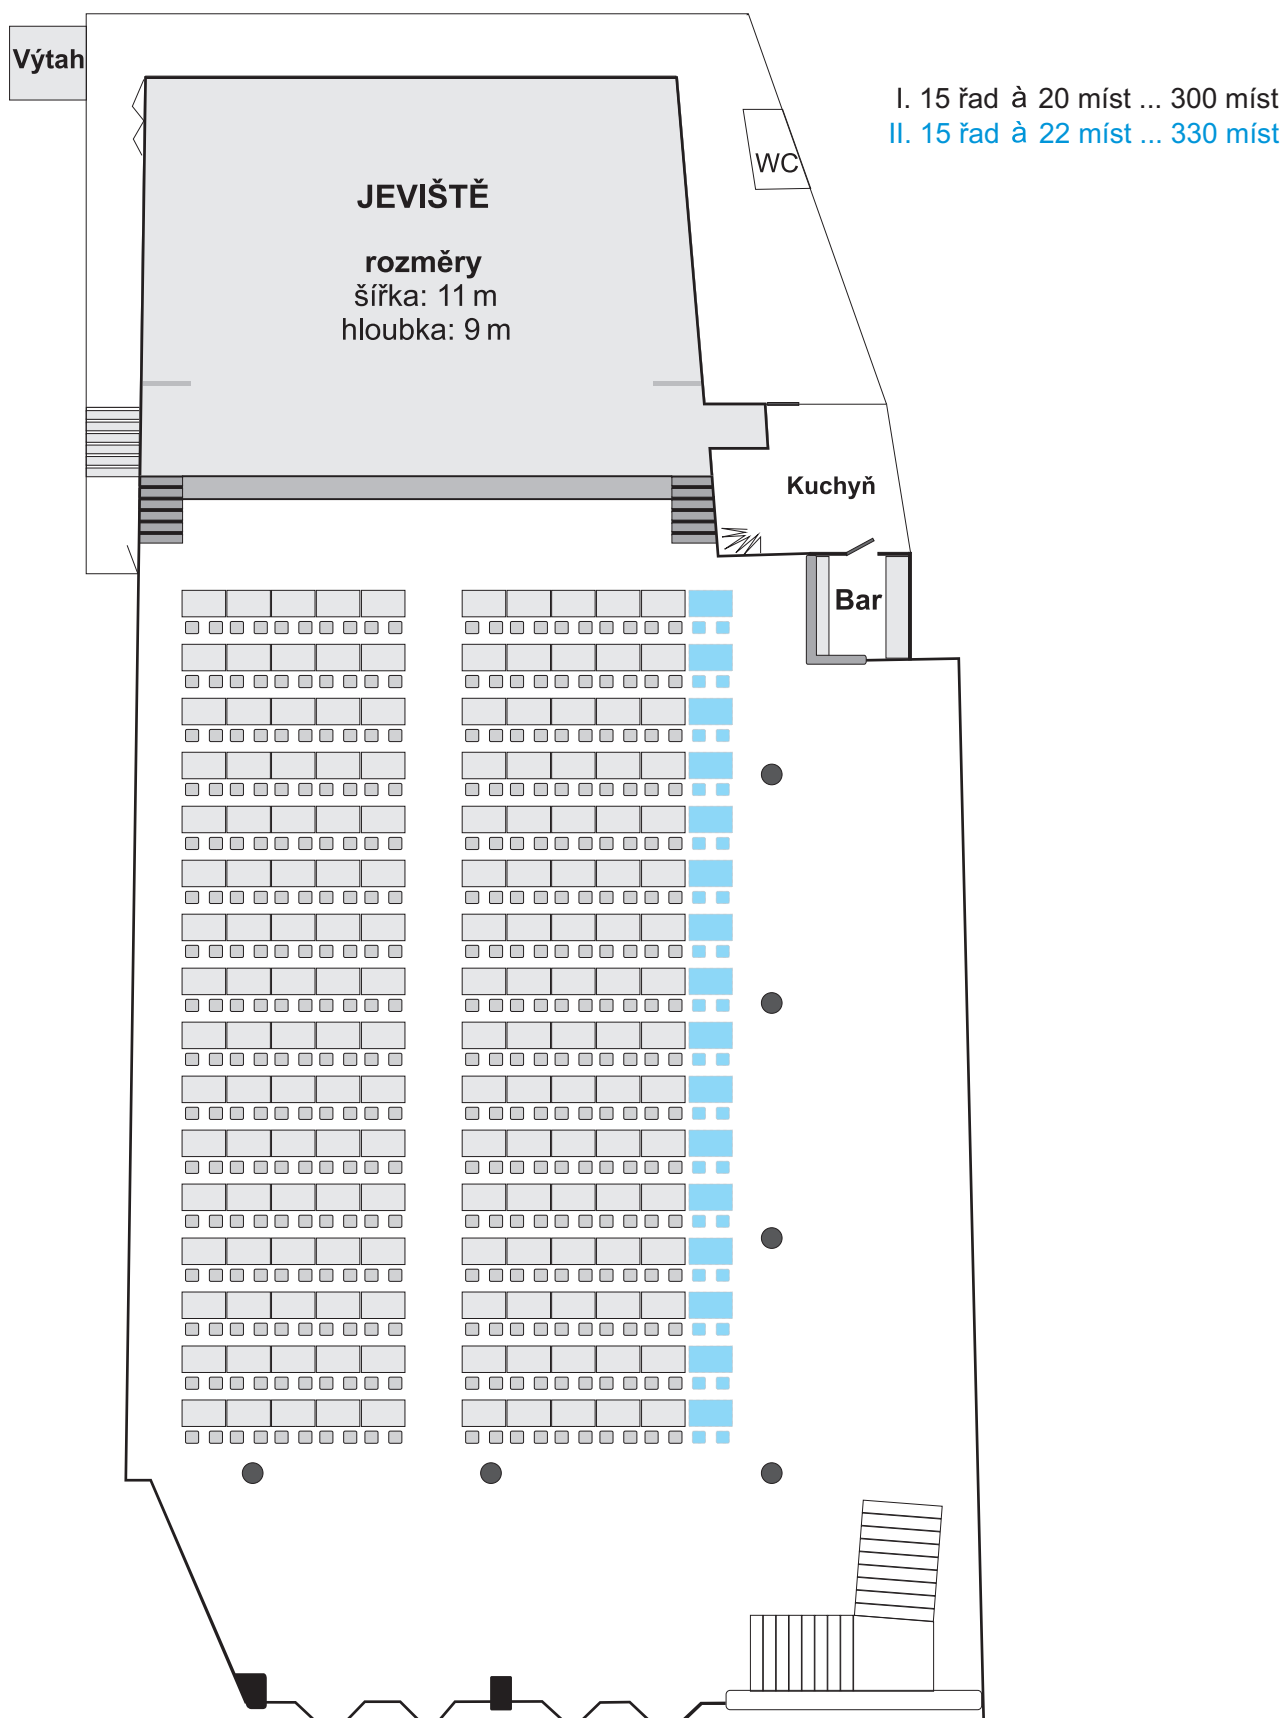 Výtah
I. 15 řad à 20 míst ... 300 míst
II. 15 řad à 22 míst ... 330 míst
WC
JEVIŠTĚ
rozměry
šířka: 11 m
hloubka: 9 m
Kuchyň
Bar